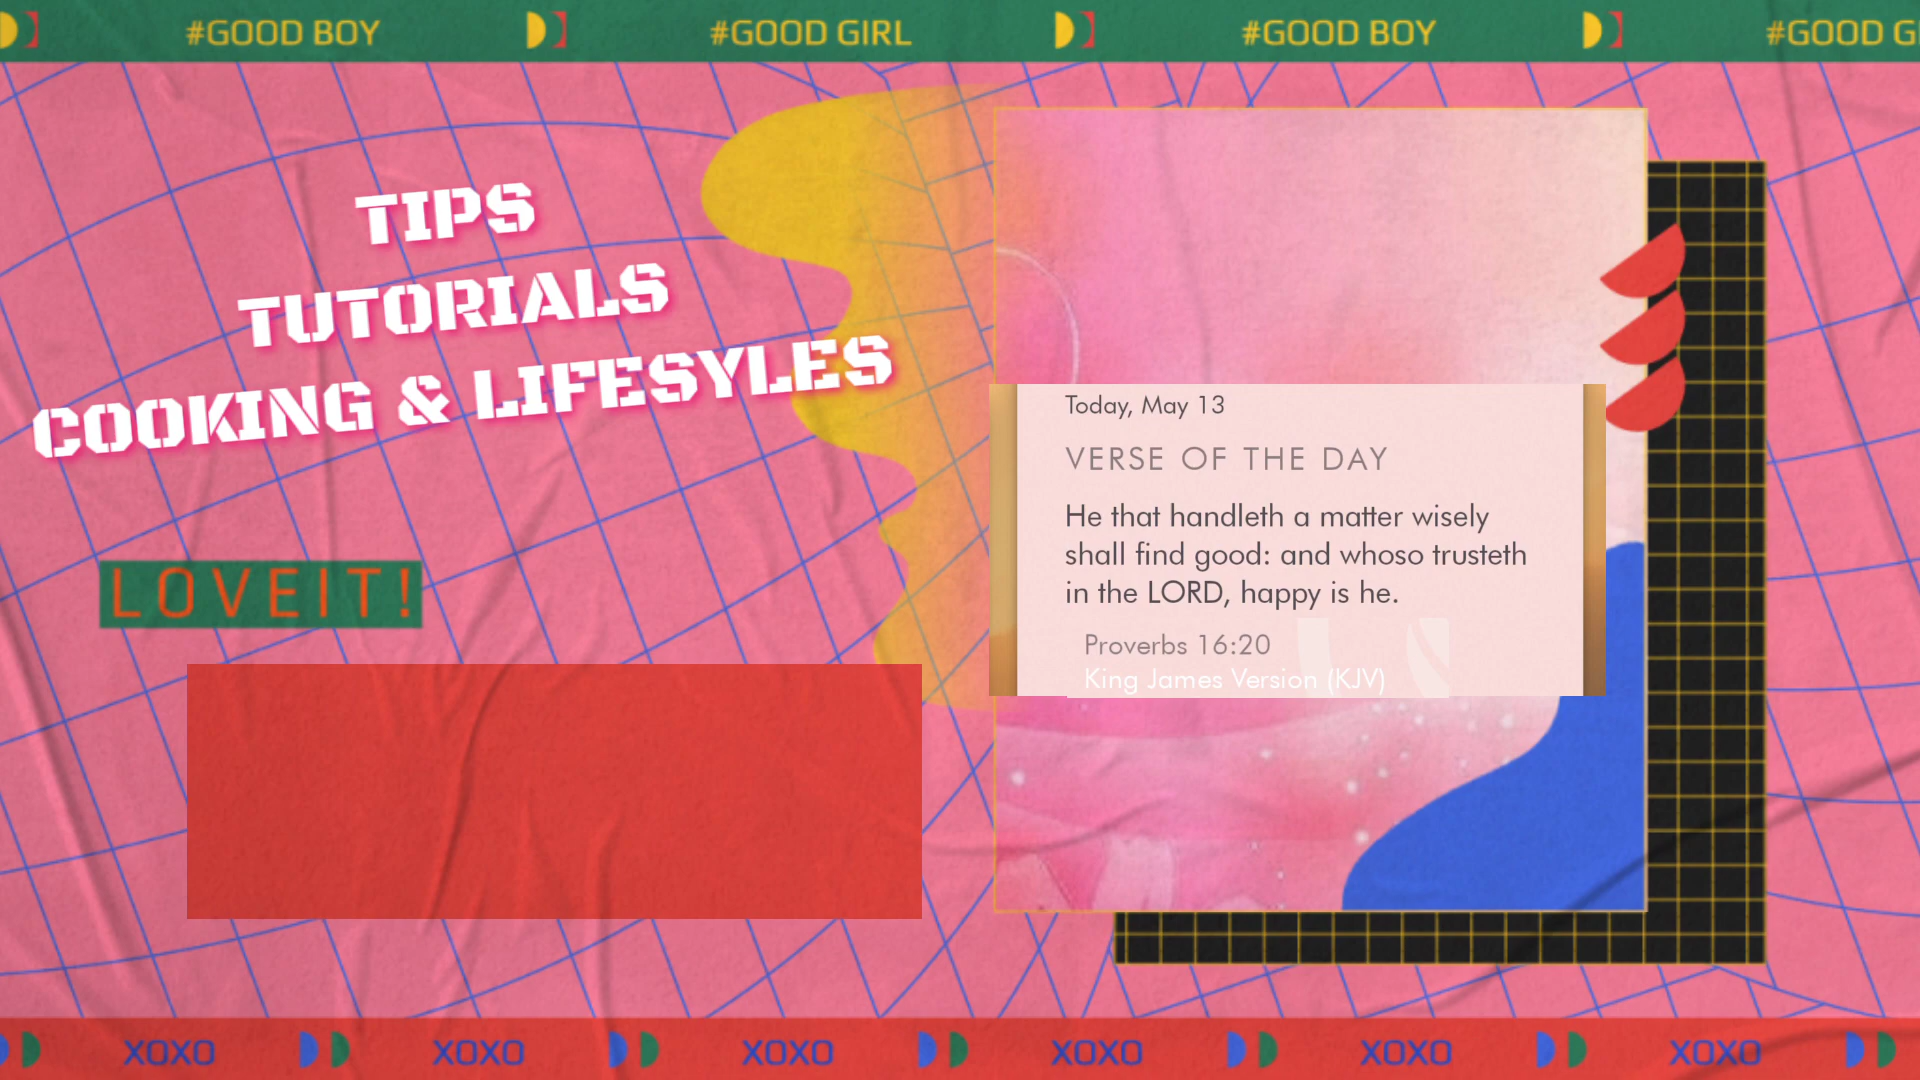 #GOOD BOY #GOOD GIRL #GOOD BOY #GOOD GI
TIPS
TUTORIALS
COOKING & LIFESYLES
LOVEIT!
Today, May 13
VERSE OF THE DAY
He that handleth a matter wisely
shall find good: and whoso trusteth
in the LORD, happy is he.
Proverbs 16:20
King James Version (KJV)
XOXO XOXO XOXO XOXO XOXO XOXO